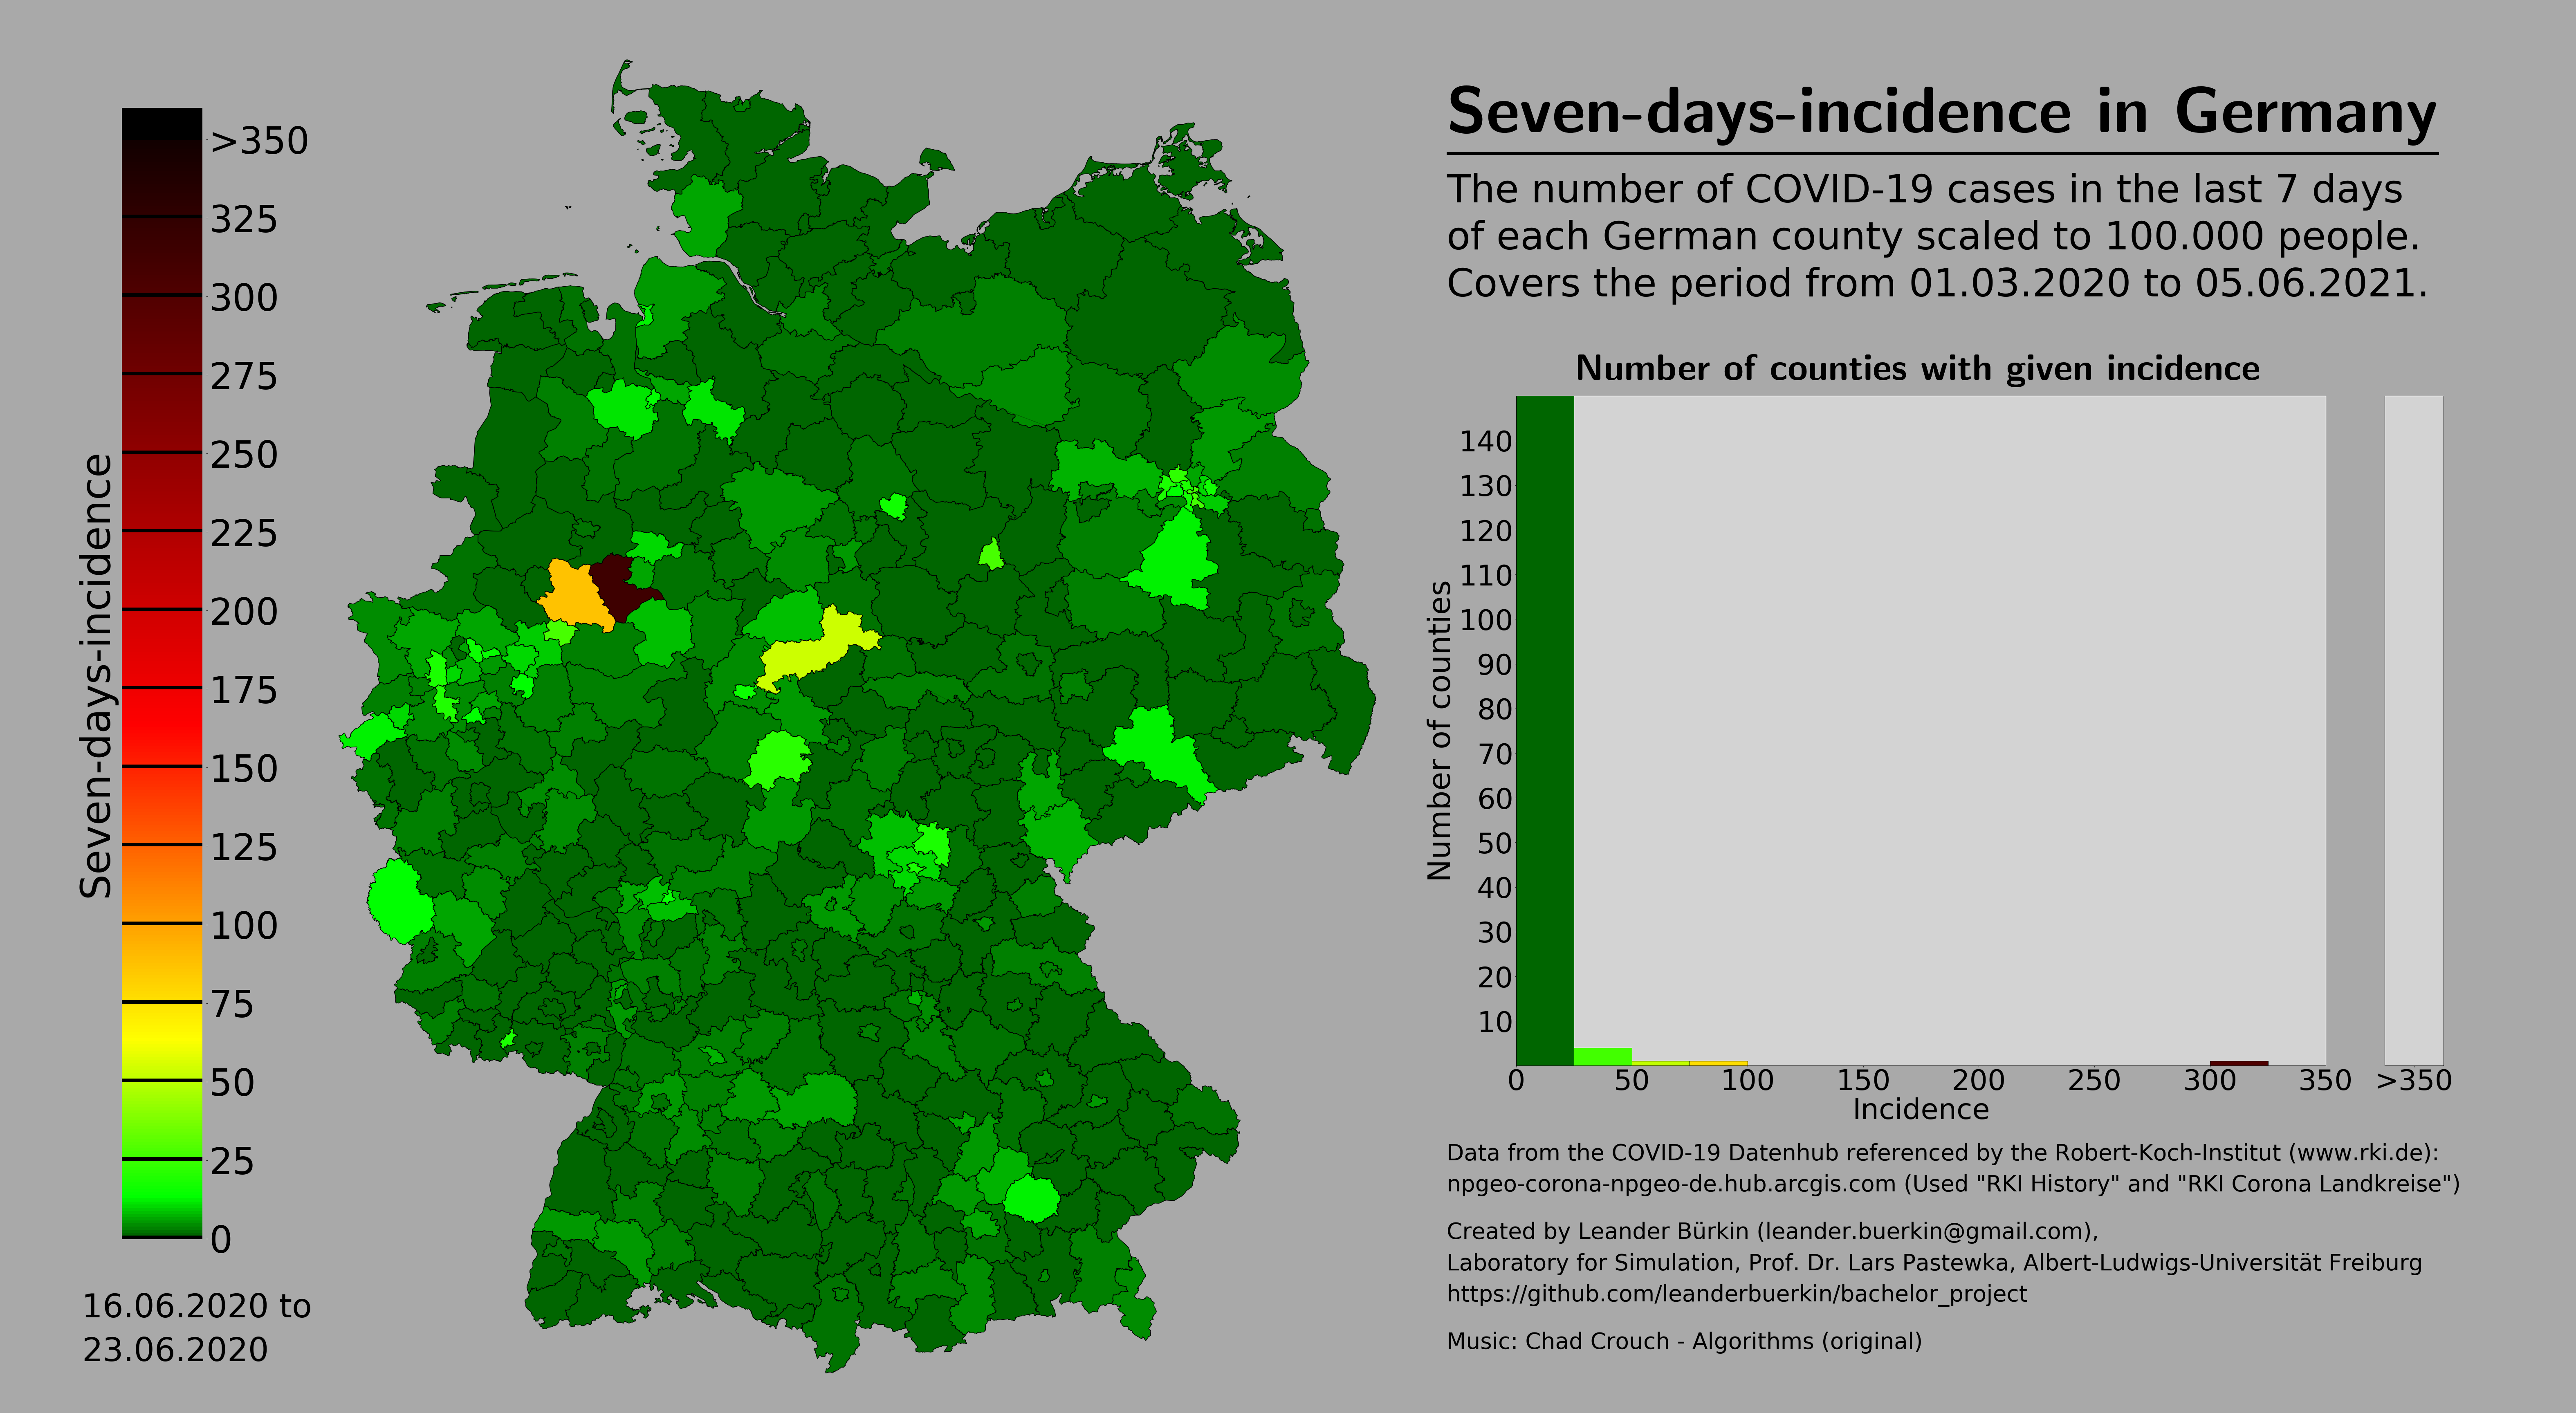 Seven-days-incidence
>350
325
300
275
250
225
200
175
150
125
100
75
50
25
0
16.06.2020 to
23.06.2020
Seven-days-incidence in Germany
The number of COVID-19 cases in the last 7 days
of each German county scaled to 100.000 people.
Covers the period from 01.03.2020 to 05.06.2021.
Number of counties with given incidence
Number of counties
140
130
120
110
100
90
80
70
60
50
40
30
20
10
0 50 100 150 200 250 300 350 >350
Incidence
Data from the COVID-19 Datenhub referenced by the Robert-Koch-Institut (www.rki.de):
npgeo-corona-npgeo-de.hub.arcgis.com (Used "RKI History" and "RKI Corona Landkreise")
Created by Leander Bürkin (leander.buerkin@gmail.com),
Laboratory for Simulation, Prof. Dr. Lars Pastewka, Albert-Ludwigs-Universität Freiburg
https://github.com/leanderbuerkin/bachelor_project
Music: Chad Crouch - Algorithms (original)